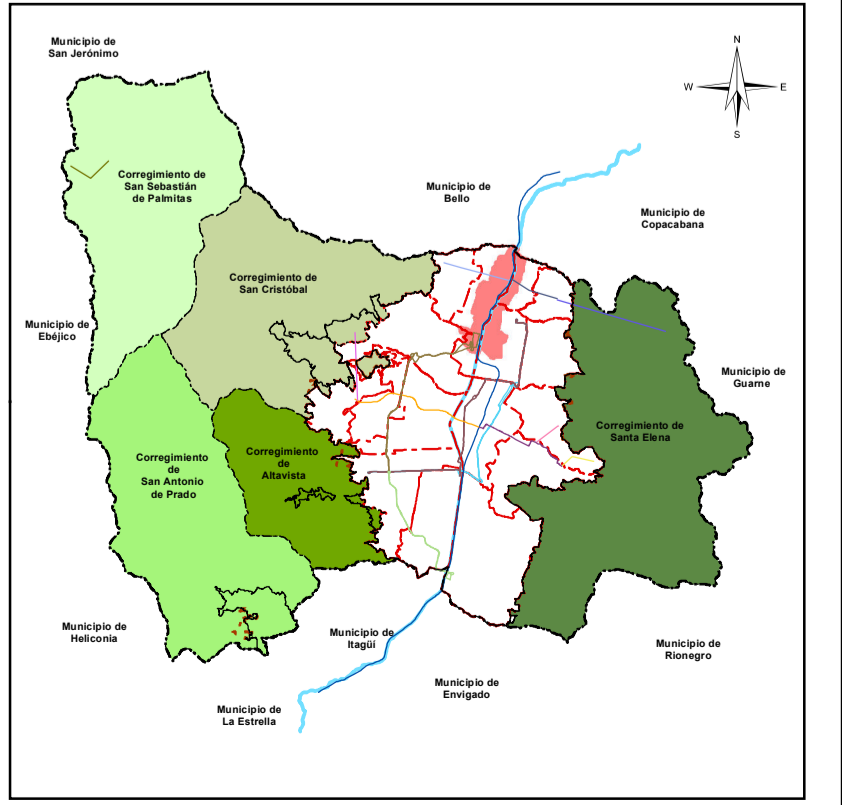 Municipio de
San Jerónimo
N
W
E
S
Corregimiento de
San Sebastián
de Palmitas
Municipio de
Bello
Municipio de
Copacabana
Corregimiento de
San Cristóbal
Municipio de
Ebéjico
Municipio de
Guarne
Corregimiento de
Santa Elena
Corregimiento
de
San Antonio
de Prado
Corregimiento
de
Altavista
Municipio de
Heliconia
Municipio de
Itagüí
Municipio de
Rionegro
Municipio de
Envigado
Municipio de
La Estrella